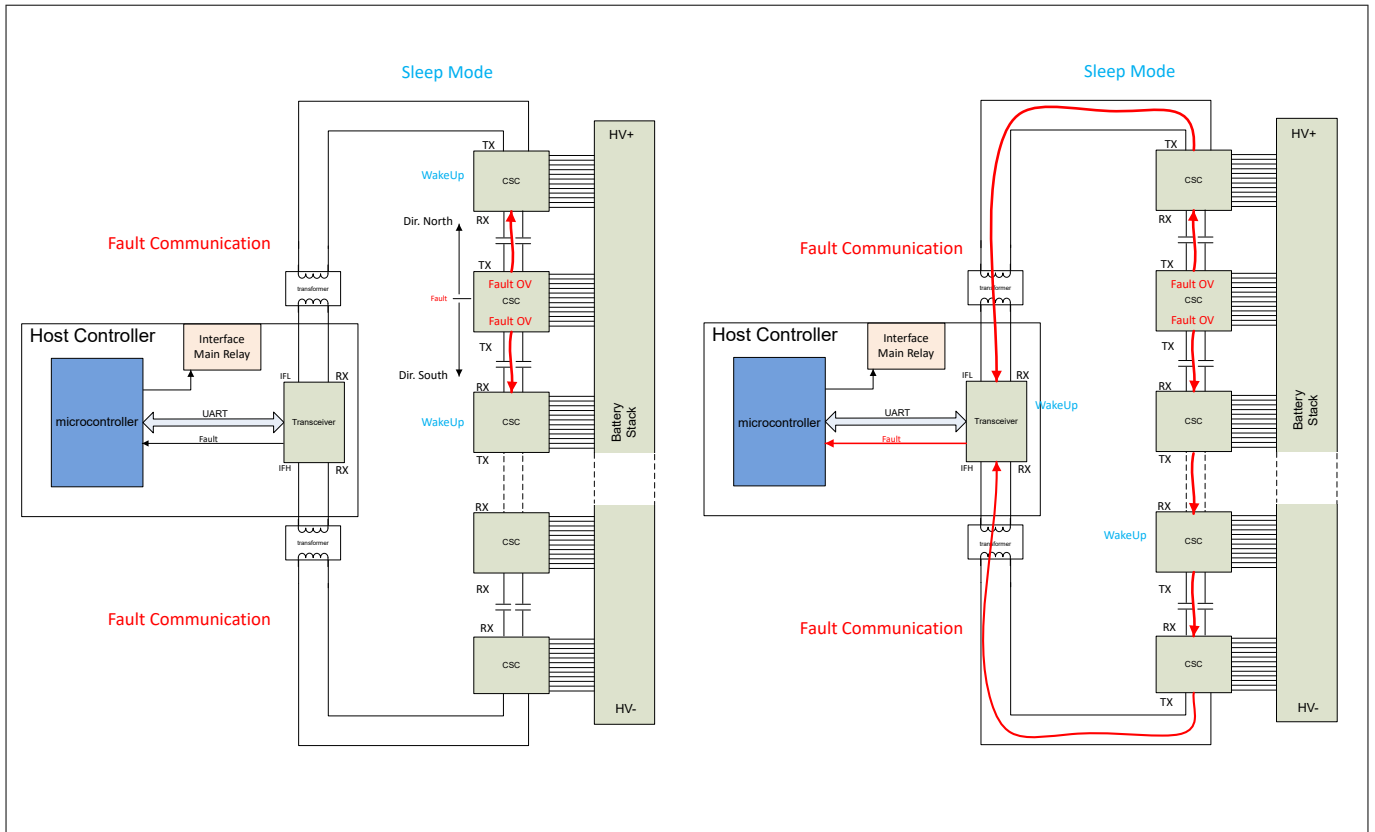 Sleep Mode
HV+
TX
CSC
WakeUp
RX
Dir. North
Fault Communication
TX
Fault OV
CSC
Fault OV
Fault
transformer
TX
Dir. South
RX
CSC
WakeUp
TX
Battery
Stack
Host Controller
Interface
Main Relay
microcontroller
IFL
RX
UART
Transceiver
Fault
IFH
RX
transformer
RX
CSC
RX
Fault Communication
RX
CSC
HV-
Sleep Mode
HV+
TX
CSC
RX
Fault Communication
TX
Fault OV
CSC
Fault OV
transformer
TX
RX
CSC
TX
Battery
Stack
Host Controller
Interface
Main Relay
microcontroller
IFL
RX
WakeUp
UART
Transceiver
Fault
IFH
RX
transformer
RX
WakeUp
CSC
TX
Fault Communication
RX
CSC
TX
HV-